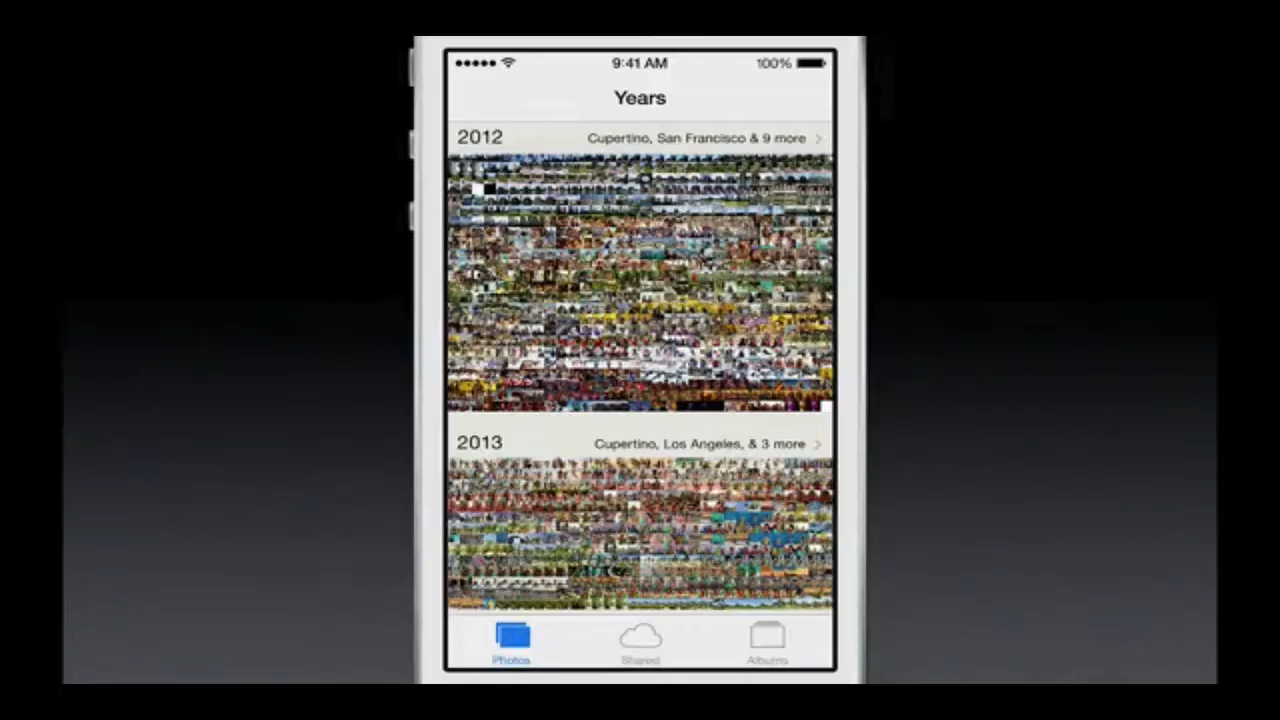 9:41 AM
100%
Years
2012
Cupertino, San Francisco & 9 more
2013
Cupertino, Los Angeles, & 3 more
Photos
Shared
Albums